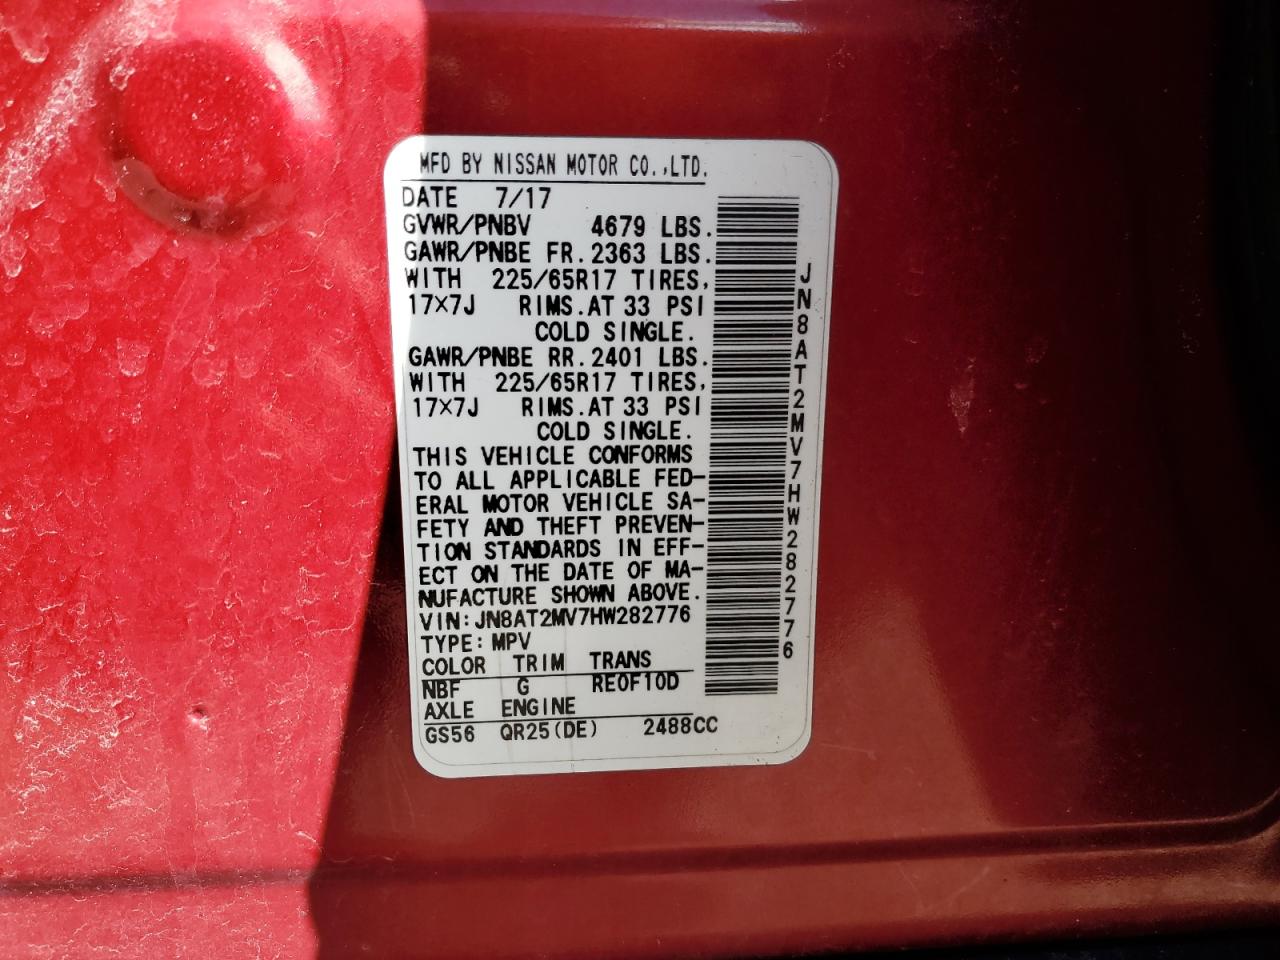 MFD BY NISSAN MOTOR CO.,LTD.
DATE 7/17
GVWR/PNBV 4679 LBS.
GAWR/PNBE FR. 2363 LBS.
WITH 225/65R17 TIRES,
17×7J RIMS. AT 33 PSI
COLD SINGLE.
GAWR/PNBE RR. 2401 LBS.
WITH 225/65R17 TIRES,
17×7J RIMS. AT 33 PSI
COLD SINGLE.
THIS VEHICLE CONFORMS
TO ALL APPLICABLE FED-
ERAL MOTOR VEHICLE SA-
FETY AND THEFT PREVEN-
TION STANDARDS IN EFF-
ECT ON THE DATE OF MA-
NUFACTURE SHOWN ABOVE.
VIN: JN8AT2MV7HW282776
TYPE: MPV
COLOR TRIM TRANS
NBF G RE0F10D
AXLE ENGINE
GS56 QR25(DE) 2488CC
JN8AT2MV7HW282776